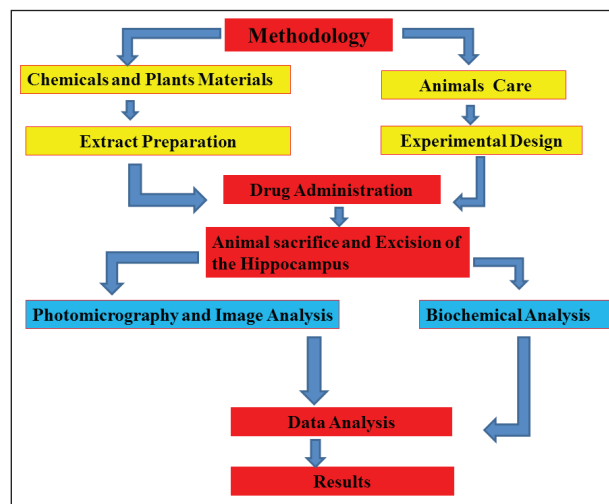 Methodology
Chemicals and Plants Materials
Animals Care
Extract Preparation
Experimental Design
Drug Administration
Animal sacrifice and Excision of
the Hippocampus
Photomicrography and Image Analysis
Biochemical Analysis
Data Analysis
Results